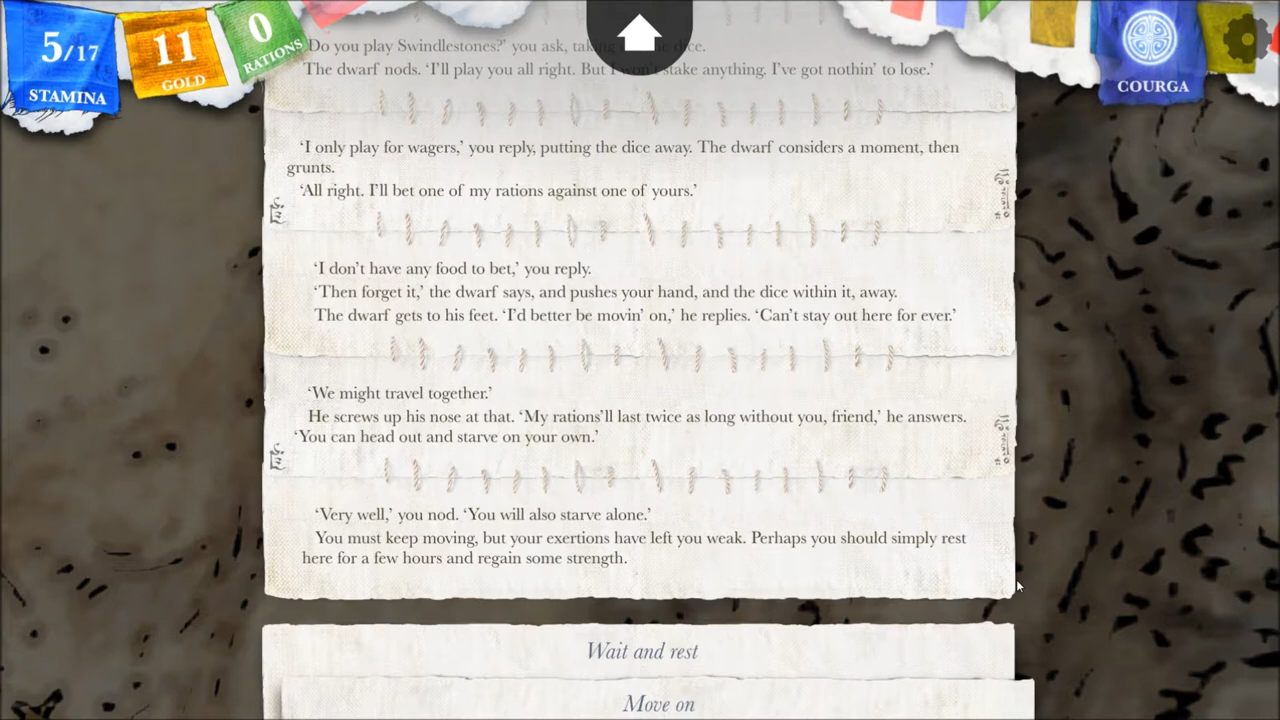 5/17
STAMINA
11
GOLD
0
RATIONS
COURGA
'Do you play Swindlestones?' you ask, taking the dice.
'The dwarf nods. 'I'll play you all right. But I won't stake anything. I've got nothin' to lose.'
'I only play for wagers,' you reply, putting the dice away. The dwarf considers a moment, then
grunts.
'All right. I'll bet one of my rations against one of yours.'
'I don't have any food to bet,' you reply.
'Then forget it,' the dwarf says, and pushes your hand, and the dice within it, away.
The dwarf gets to his feet. 'I'd better be movin' on,' he replies. 'Can't stay out here for ever.'
'We might travel together.'
He screws up his nose at that. 'My rations'll last twice as long without you, friend,' he answers.
'You can head out and starve on your own.'
'Very well,' you nod. 'You will also starve alone.'
You must keep moving, but your exertions have left you weak. Perhaps you should simply rest
here for a few hours and regain some strength.
Wait and rest
Move on